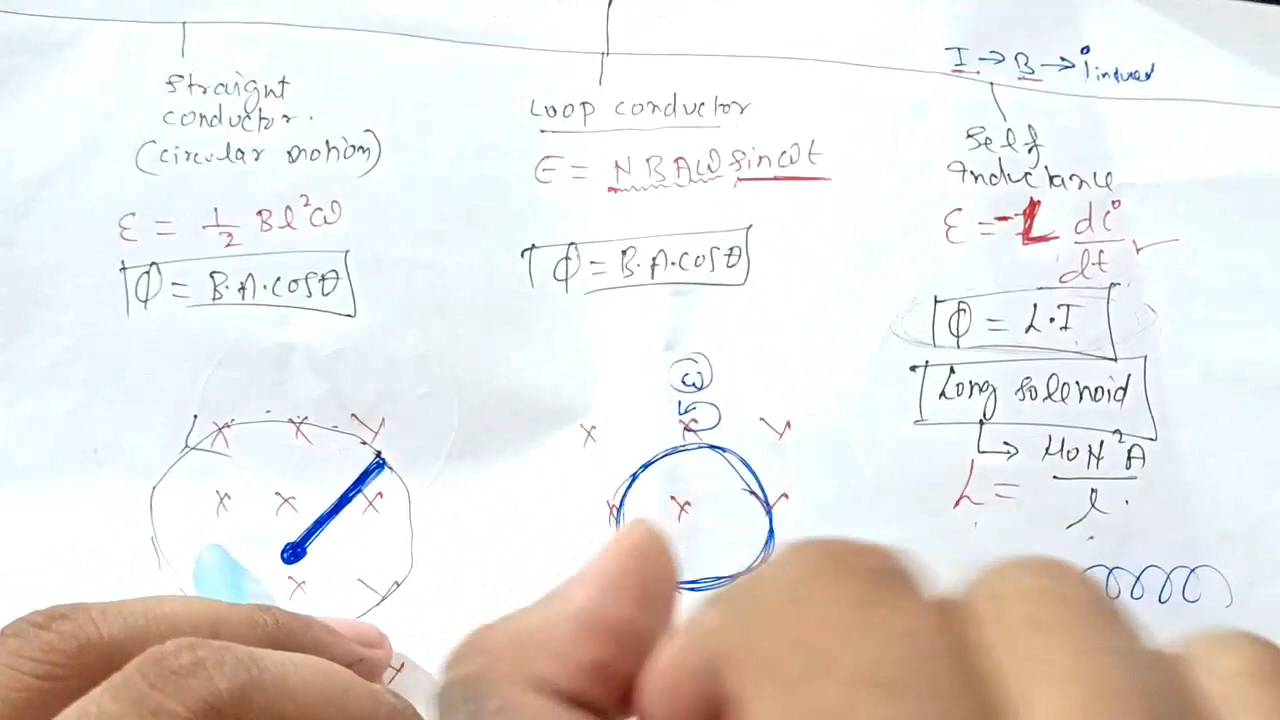 straight
conductor.
(circular motion)
ε = 1/2 Bl²ω
ϕ = B.A.cosθ
LOOP conductor
E = NBAω sinωt
ϕ = B.A.cosθ
ω
I → B → i induced
Self
Inductance
ε = -L di/dt ✓
ϕ = L.I
Long solenoid
L = μ0N²A/l.